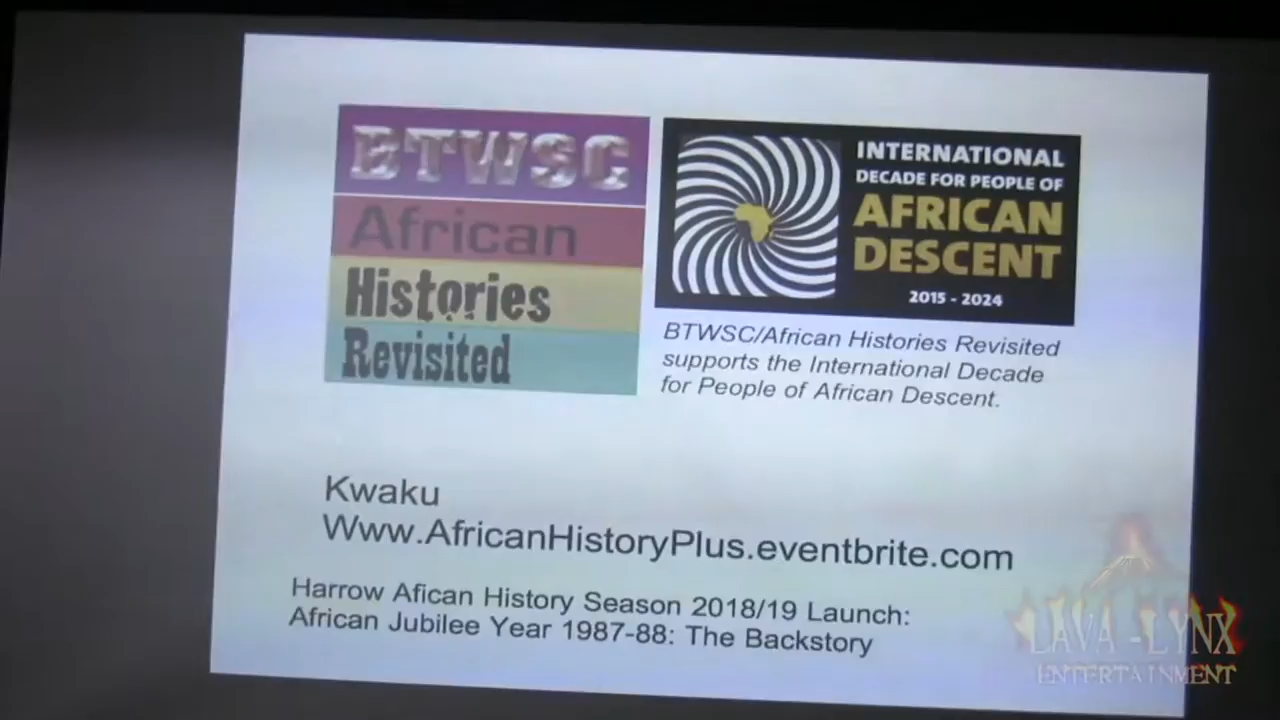 BTWSC
African
Histories
Revisited
INTERNATIONAL
DECADE FOR PEOPLE OF
AFRICAN
DESCENT
2015 - 2024
BTWSC/African Histories Revisited
supports the International Decade
for People of African Descent.
Kwaku
Www.AfricanHistoryPlus.eventbrite.com
Harrow Afican History Season 2018/19 Launch:
African Jubilee Year 1987-88: The Backstory
LAVA-LYNX
ENTERTAINMENT